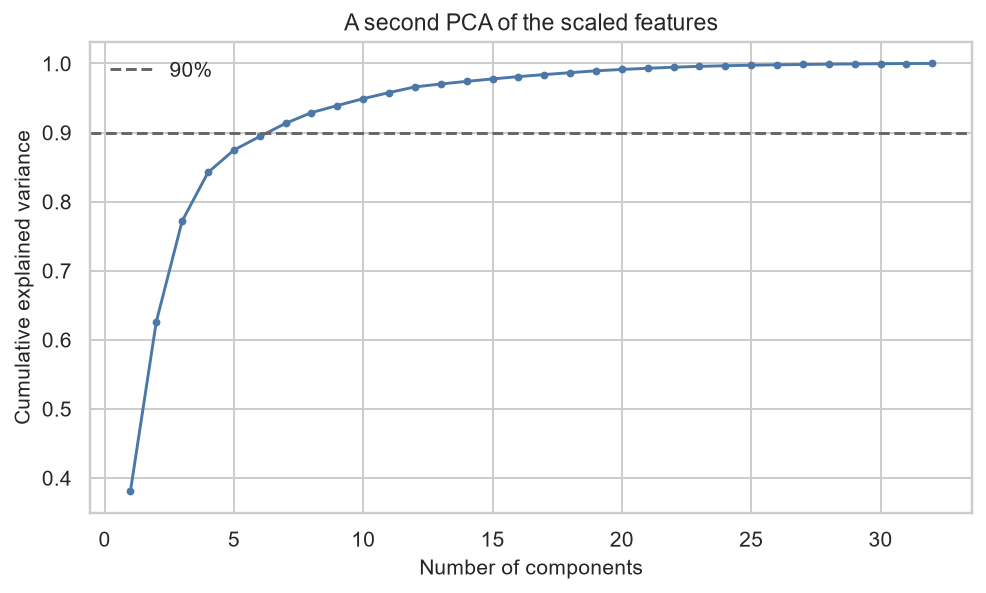 A second PCA of the scaled features
90%
Cumulative explained variance
1.0
0.9
0.8
0.7
0.6
0.5
0.4
0 5 10 15 20 25 30
Number of components